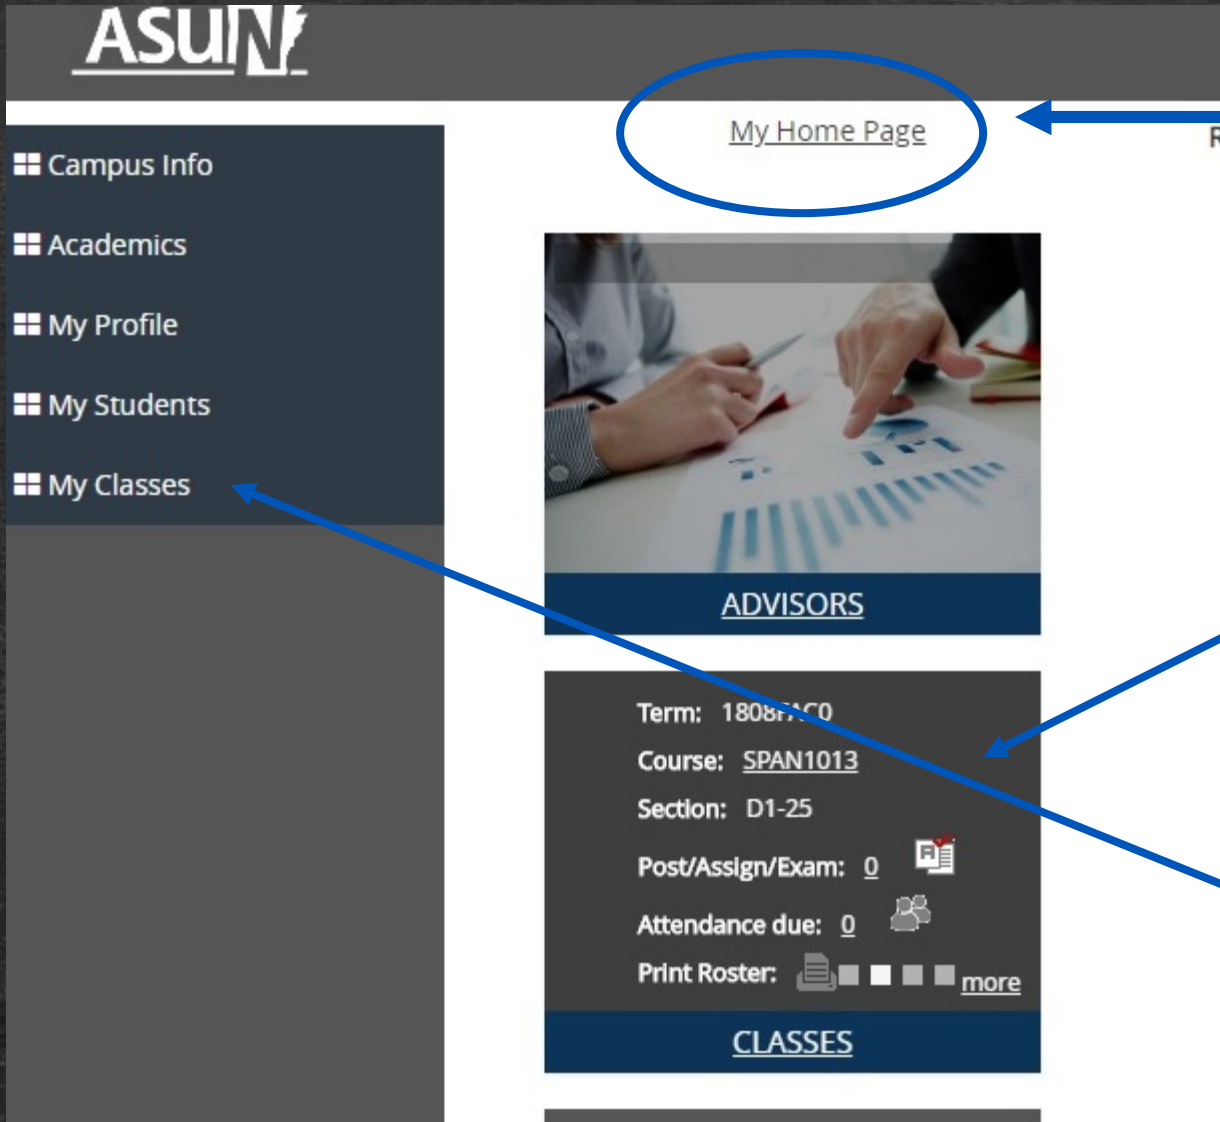 ASUN
My Home Page
R
Campus Info
Academics
My Profile
My Students
My Classes
ADVISORS
Term: 1808FAC0
Course: SPAN1013
Section: D1-25
Post/Assign/Exam: 0
Attendance due: 0
Print Roster: more
CLASSES